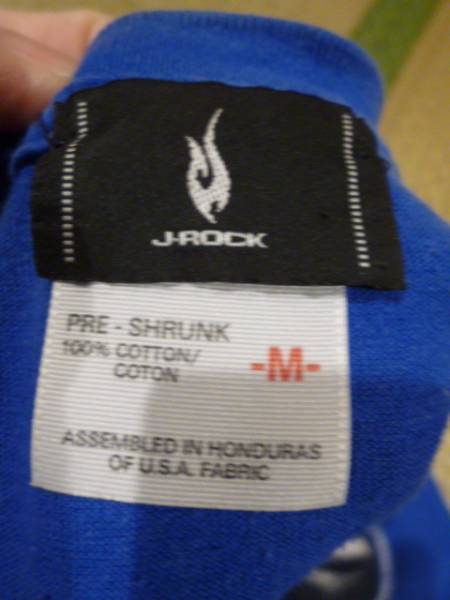 J-ROCK
PRE - SHRUNK
100% COTTON/
COTON
-M-
ASSEMBLED IN HONDURAS
OF U.S.A. FABRIC